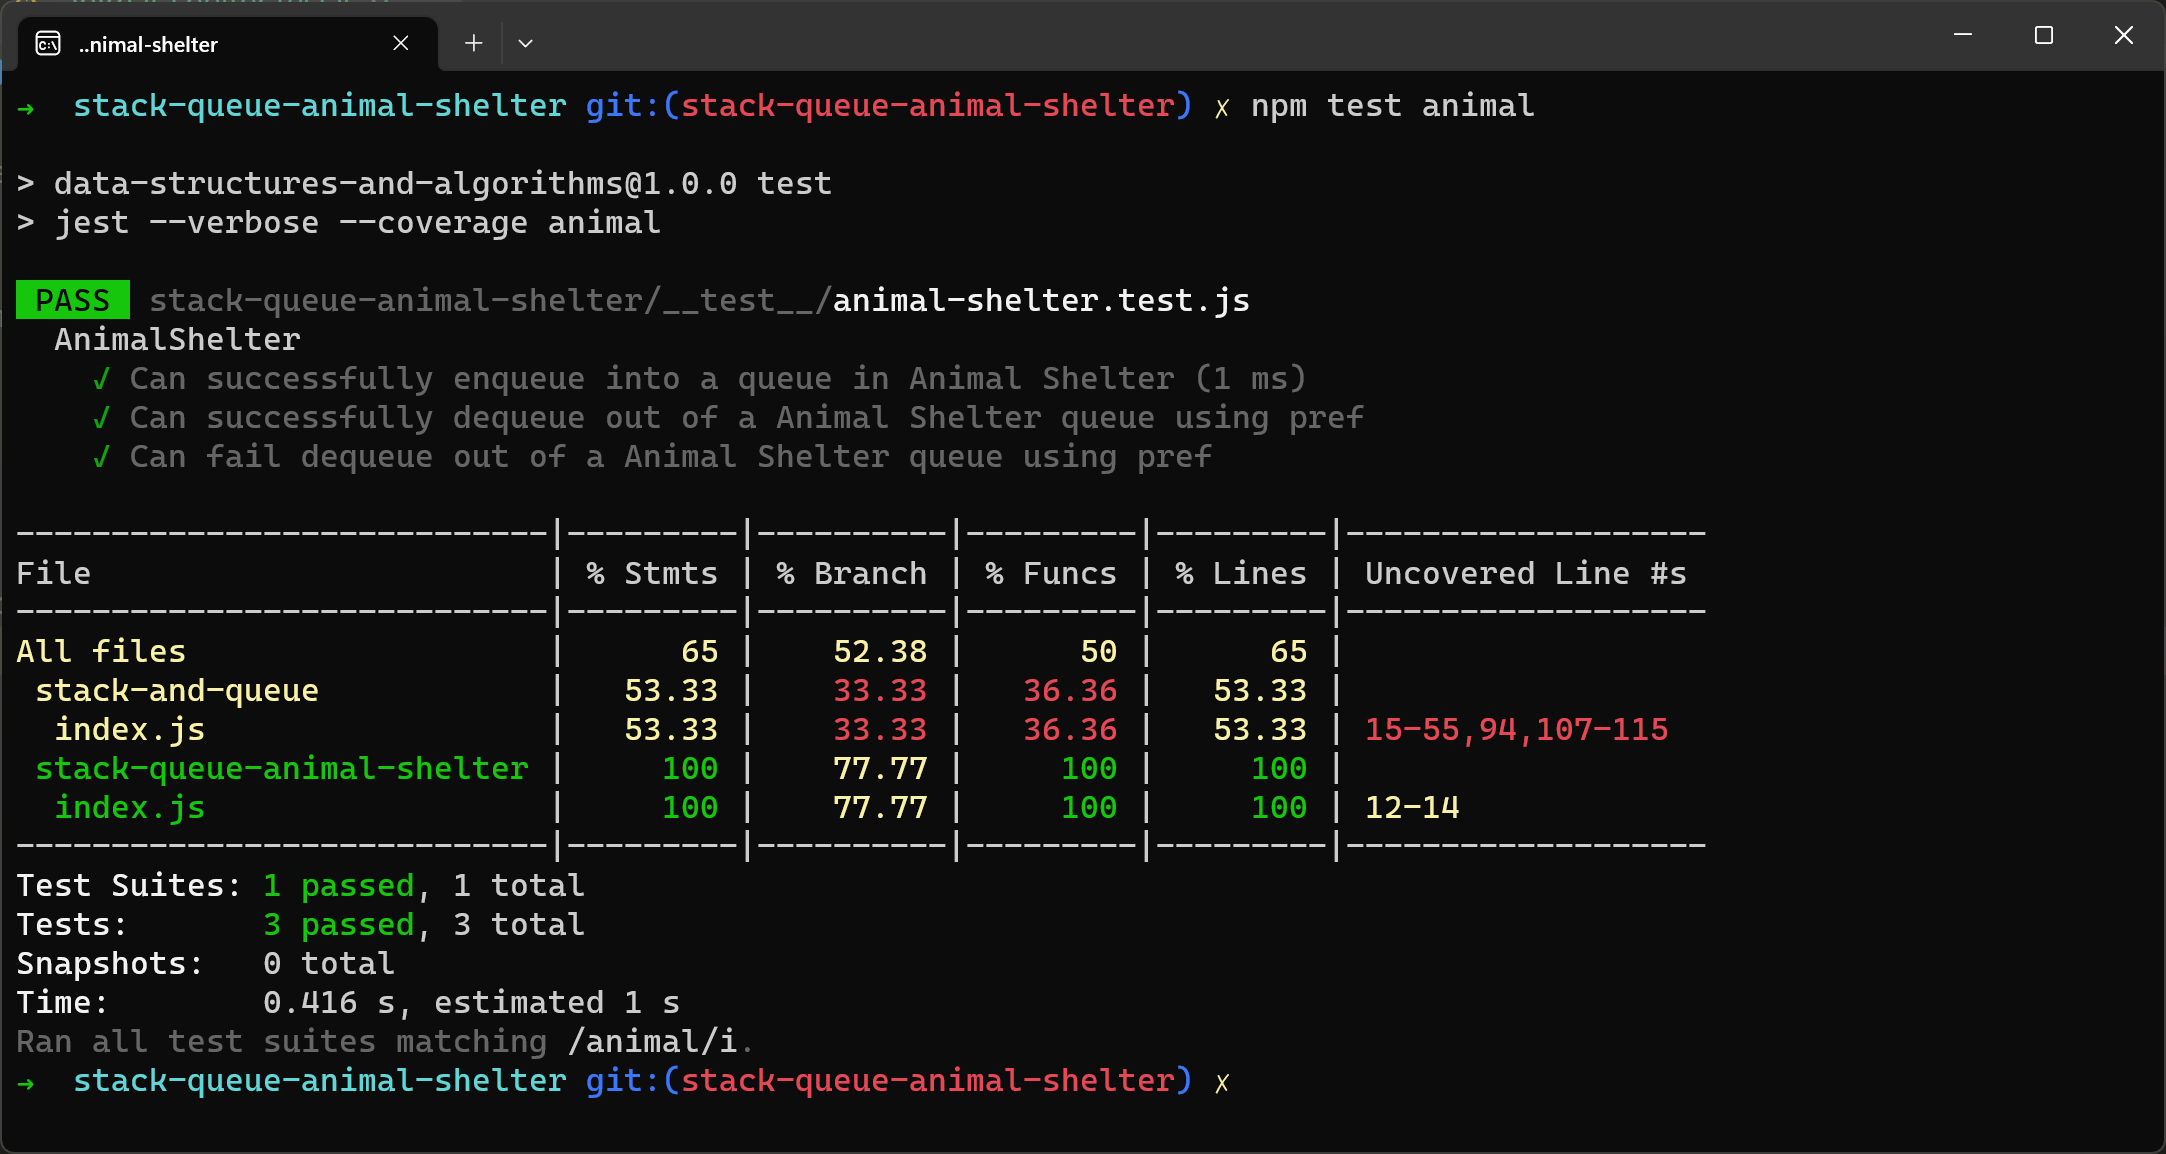 ..nimal-shelter
→ stack-queue-animal-shelter git:(stack-queue-animal-shelter) ✗ npm test animal
> data-structures-and-algorithms@1.0.0 test
> jest --verbose --coverage animal
PASS stack-queue-animal-shelter/__test__/animal-shelter.test.js
AnimalShelter
√ Can successfully enqueue into a queue in Animal Shelter (1 ms)
√ Can successfully dequeue out of a Animal Shelter queue using pref
√ Can fail dequeue out of a Animal Shelter queue using pref
----------------------------|---------|----------|---------|---------|-------------------
File                        | % Stmts | % Branch | % Funcs | % Lines | Uncovered Line #s
----------------------------|---------|----------|---------|---------|-------------------
All files                   |      65 |    52.38 |      50 |      65 |
 stack-and-queue            |   53.33 |    33.33 |   36.36 |   53.33 |
  index.js                  |   53.33 |    33.33 |   36.36 |   53.33 | 15-55,94,107-115
 stack-queue-animal-shelter |     100 |    77.77 |     100 |     100 |
  index.js                  |     100 |    77.77 |     100 |     100 | 12-14
----------------------------|---------|----------|---------|---------|-------------------
Test Suites: 1 passed, 1 total
Tests:       3 passed, 3 total
Snapshots:   0 total
Time:        0.416 s, estimated 1 s
Ran all test suites matching /animal/i.
→ stack-queue-animal-shelter git:(stack-queue-animal-shelter) ✗